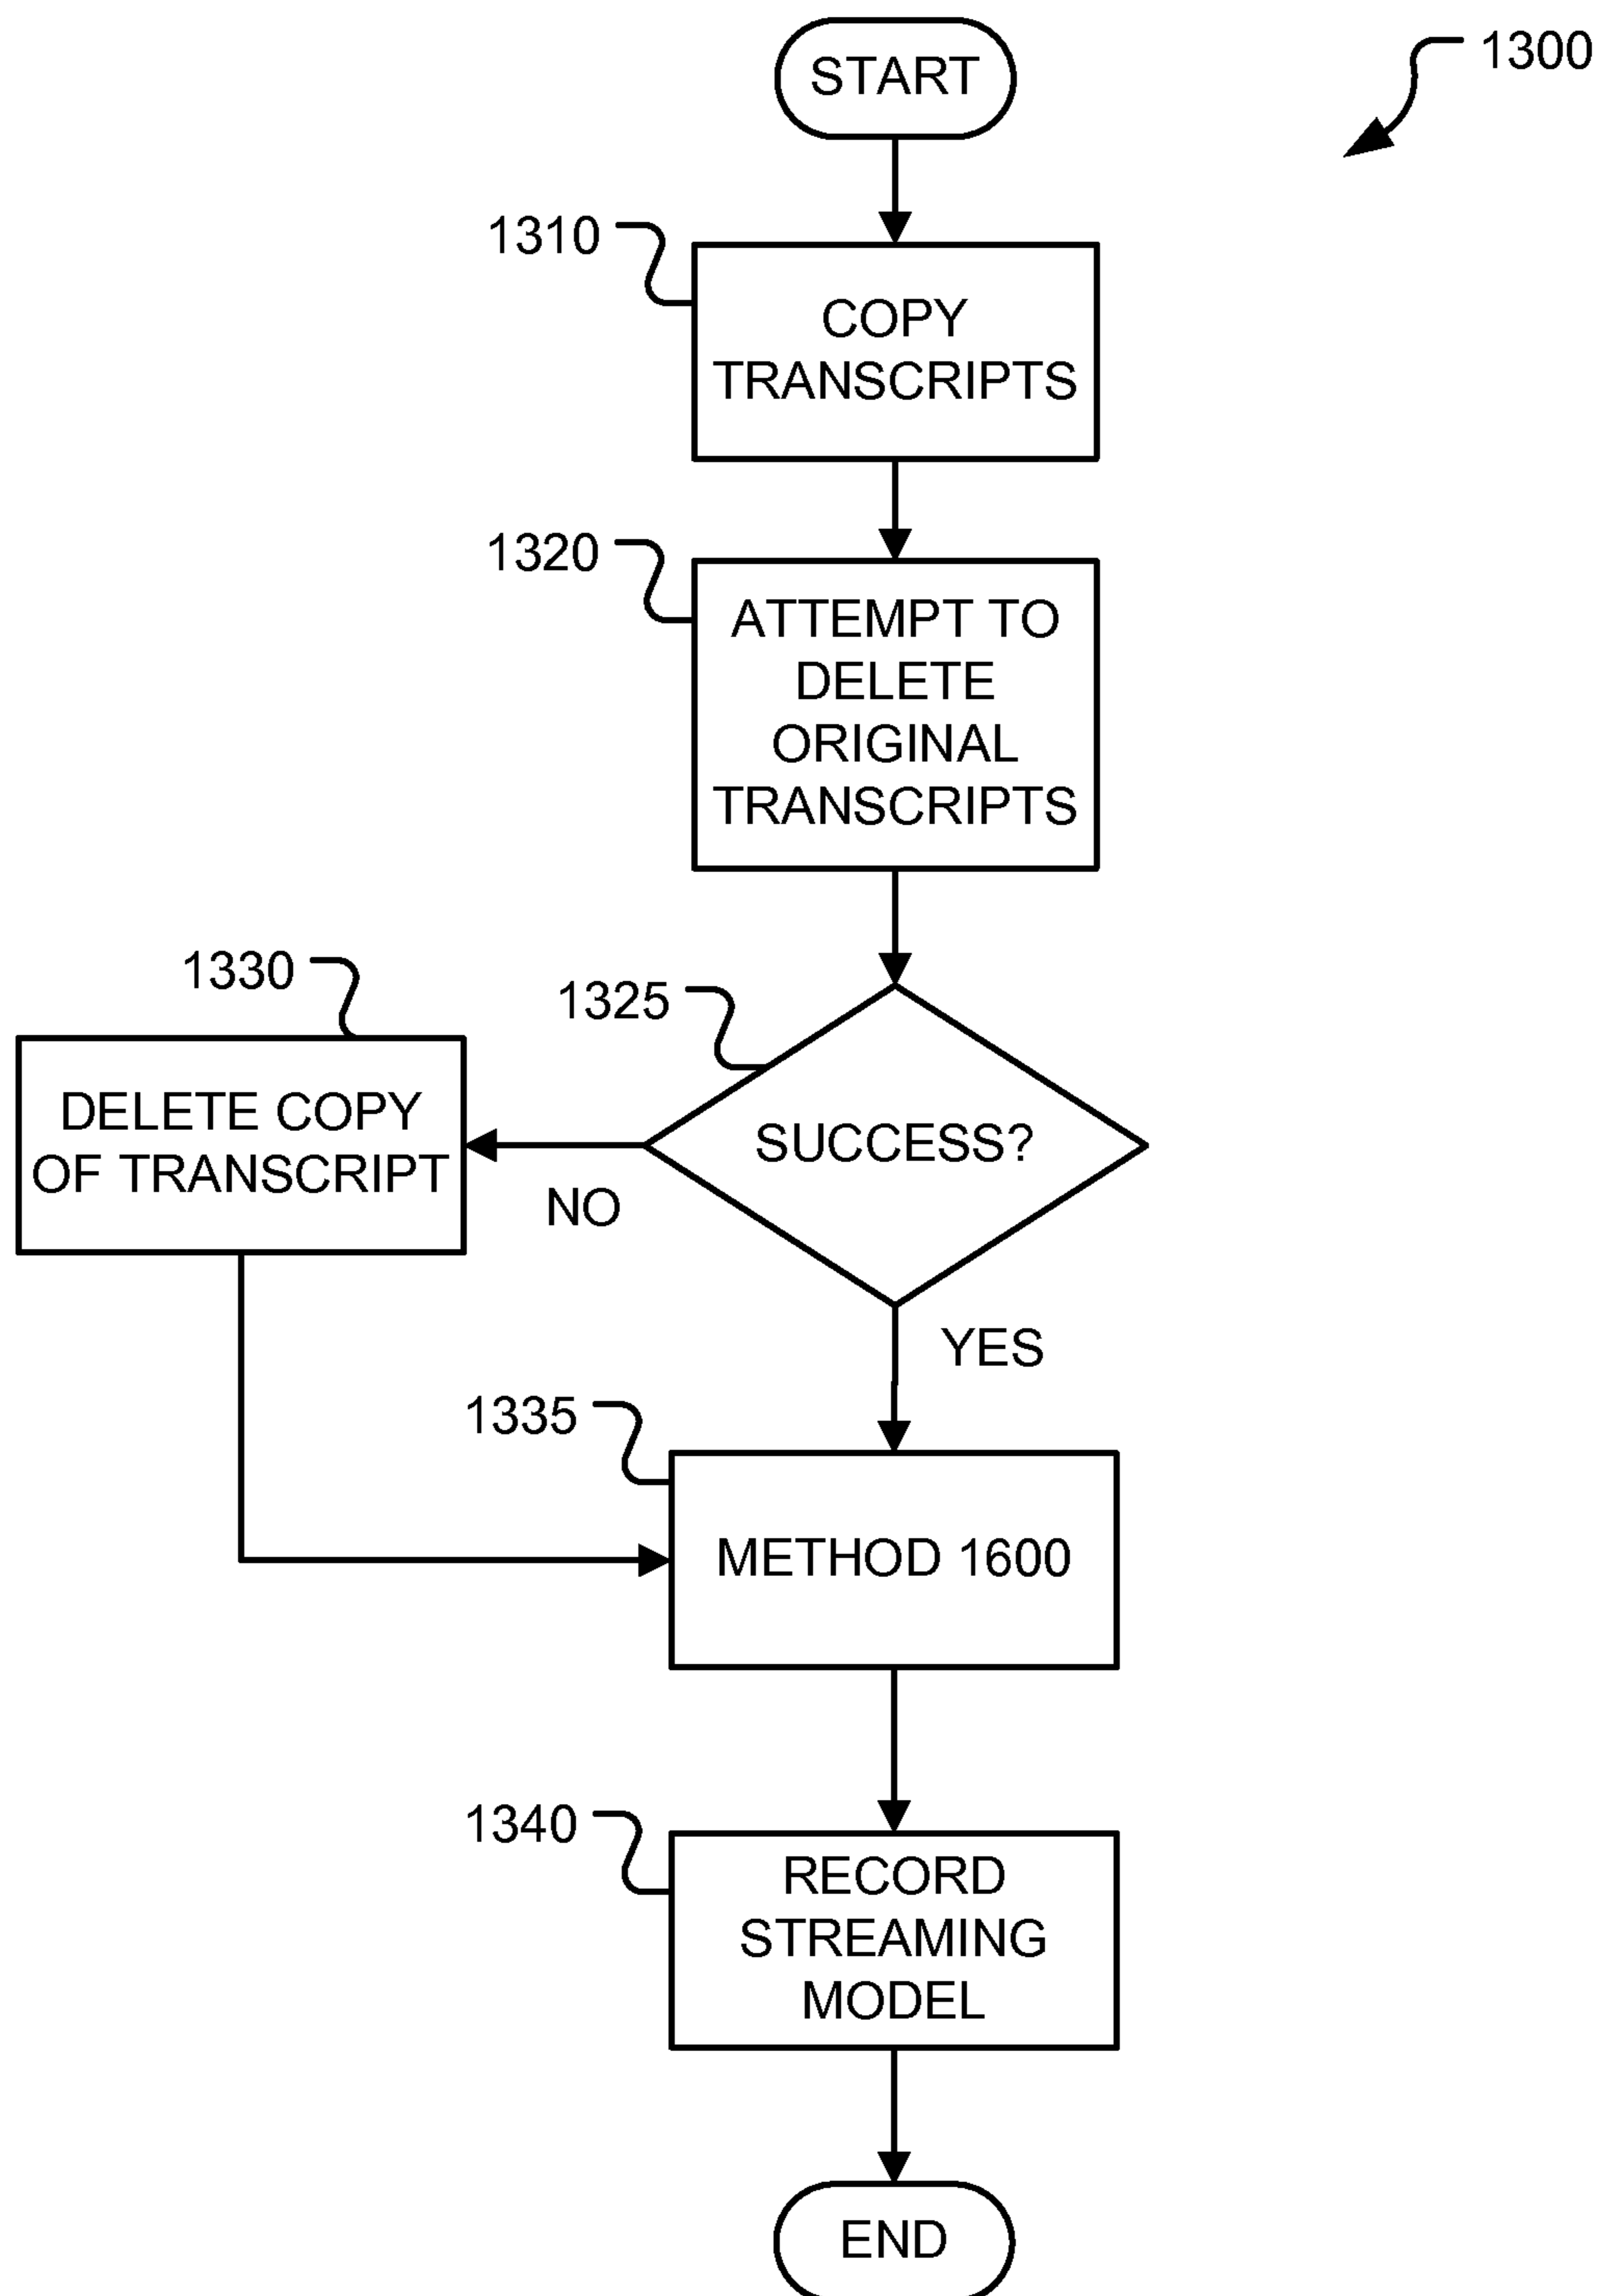 START
1300
1310
COPY
TRANSCRIPTS
1320
ATTEMPT TO
DELETE
ORIGINAL
TRANSCRIPTS
1330
1325
DELETE COPY
OF TRANSCRIPT
SUCCESS?
NO
YES
1335
METHOD 1600
1340
RECORD
STREAMING
MODEL
END